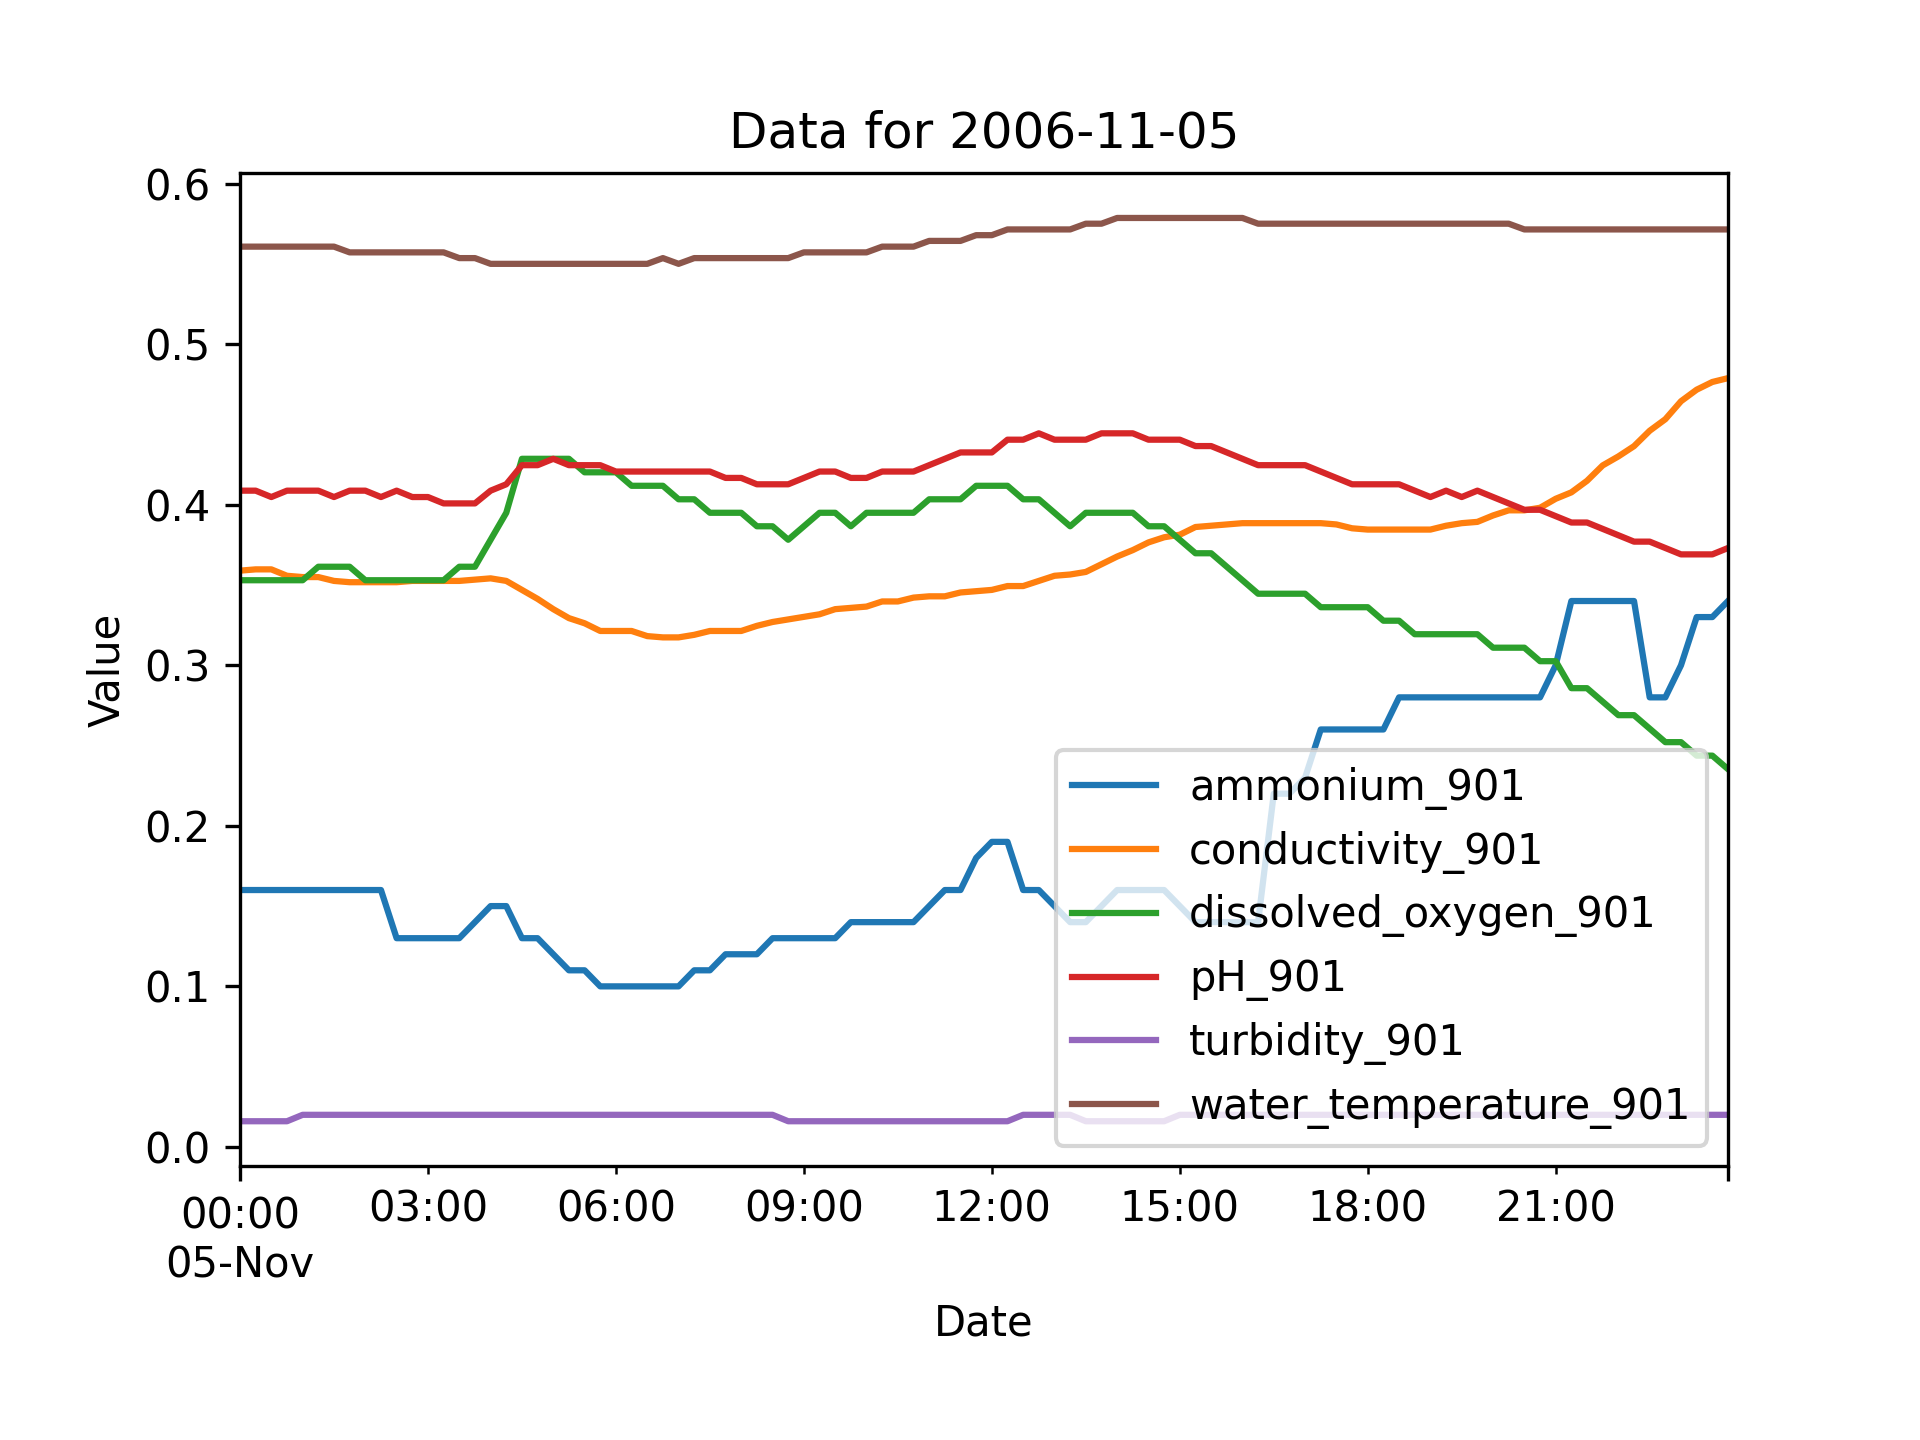 Data for 2006-11-05
0.6
0.5
0.4
0.3
0.2
0.1
0.0
Value
ammonium_901
conductivity_901
dissolved_oxygen_901
pH_901
turbidity_901
water_temperature_901
00:00 03:00 06:00 09:00 12:00 15:00 18:00 21:00
05-Nov
Date